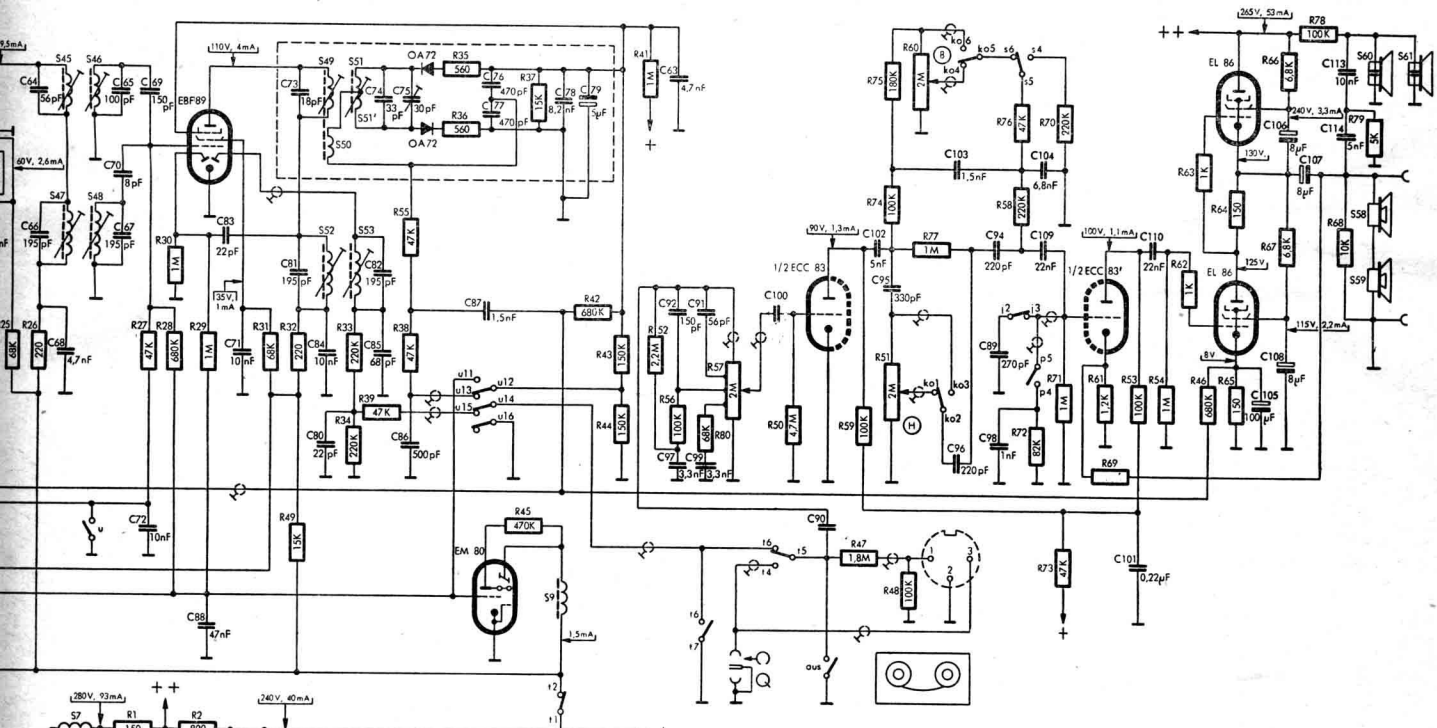 265V, 53mA
++
R78
100K
9,5mA
S45
S46
110V, 4mA
S49
S51
OA72
R35
560
R41
1M
C63
4,7nF
+
C64
56pF
C65
100
pF
C69
150
pF
EBF89
C73
18pF
C74
33
pF
C75
30pF
C76
470pF
C77
470pF
R37
15K
C78
8,2nF
C79
5µF
S51'
R36
560
OA72
S50
R75
180K
R60
2M
8
ko6
ko5
ko4
s6
s4
s5
R76
47K
R70
220K
EL 86
R66
6,8K
C113
10nF
S60
S61
240V, 3,3mA
C106
8µF
C114
5nF
R79
5K
60V, 2,6mA
C70
8pF
S47
S48
C66
195pF
C67
195pF
C83
22pF
R30
1M
R55
47K
C103
1,5nF
C104
6,8nF
R74
100K
R58
220K
R63
1K
130V
R64
150
C107
8µF
R67
6,8K
R68
10K
S58
S59
S52
S53
C81
195pF
C82
195pF
90V, 1,3mA
C102
5nF
R77
1M
C94
220pF
C109
22nF
100V, 1,1mA
C110
22nF
R62
1K
EL 86
125V
135V,
1mA
C87
1,5nF
R42
680K
1/2 ECC 83
C95
330pF
1/2 ECC 83'
115V, 2,2mA
C100
C92
150
pF
C91
56pF
R25
68K
R26
220
C68
4,7nF
R27
47K
R28
680K
R29
1M
C71
10nF
R31
68K
R32
220
C84
10nF
R33
220K
C85
68pF
R38
47K
R43
150K
R152
2,2M
R57
2M
R51
2M
ko1
ko3
ko2
H
i2
i3
C89
270pF
p5
p4
R71
1M
R61
1,2K
R53
100K
R54
1M
8V
R46
680K
R65
150
C105
100µF
C108
8µF
u11
u13
u12
u15
u14
u16
R39
47K
R34
220K
C80
22pF
C86
500pF
R44
150K
R56
100K
68K
R80
C97
3,3nF
C99
3,3nF
R50
4,7M
R59
100K
C96
220pF
C98
1nF
R72
82K
R69
u
C72
10nF
R49
15K
R45
470K
EM 80
S9
1,5mA
C88
47nF
C90
t6
t5
t4
R47
1,8M
R48
100K
1
3
2
R73
47K
+
C101
0,22µF
t6
t7
aus
t2
t1
280V, 93mA
++
240V, 40mA
S7
R1
R2